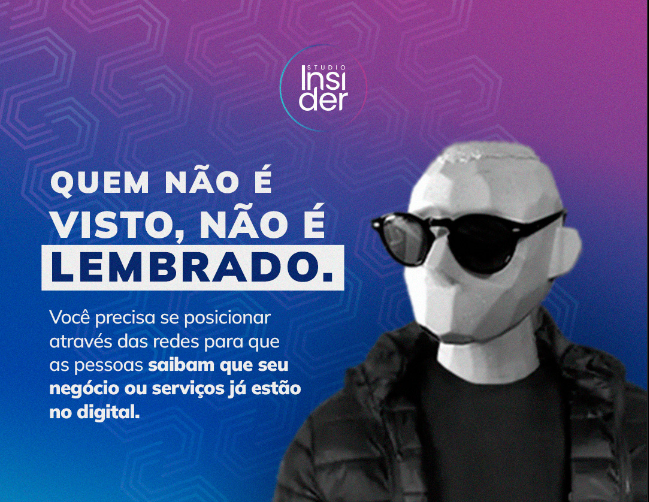 STUDIO
Insi
der
QUEM NÃO É
VISTO, NÃO É
LEMBRADO.
Você precisa se posicionar
através das redes para que
as pessoas saibam que seu
negócio ou serviços já estão
no digital.